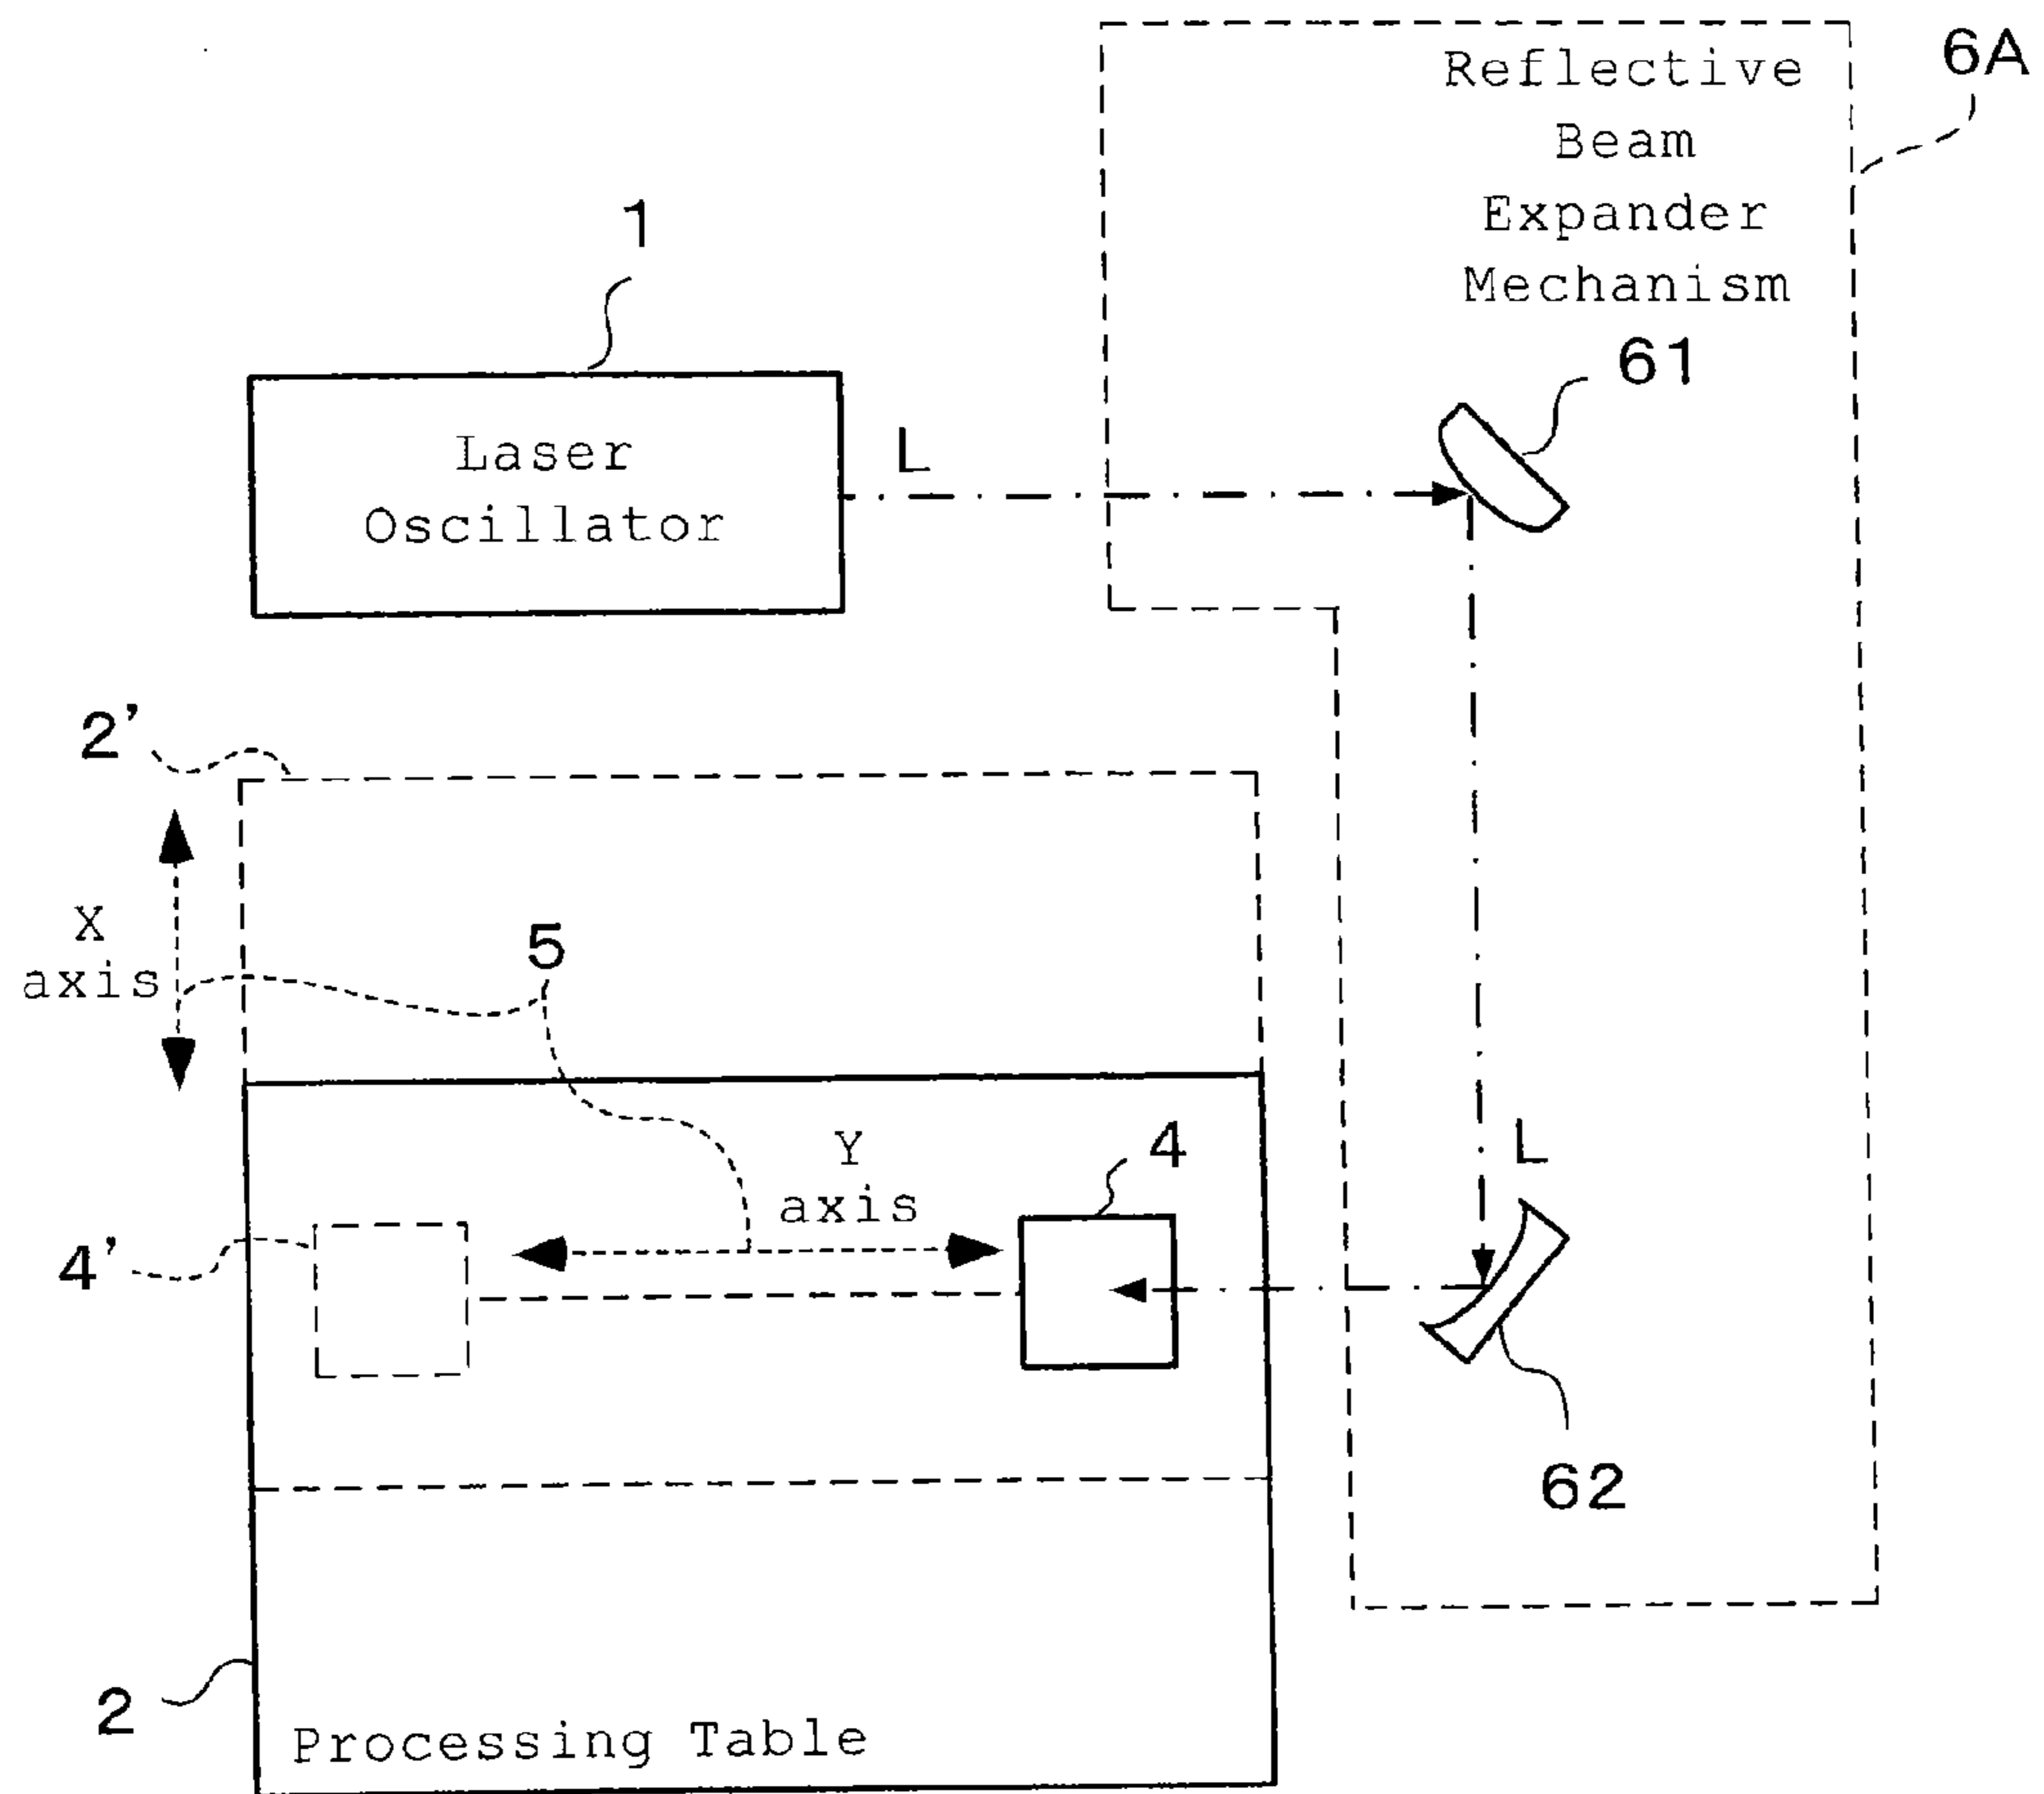 6A
Reflective
Beam
Expander
Mechanism
1
61
Laser
Oscillator
L
2'
X
axis
5
Y
axis
4
L
4'
62
2
Processing Table